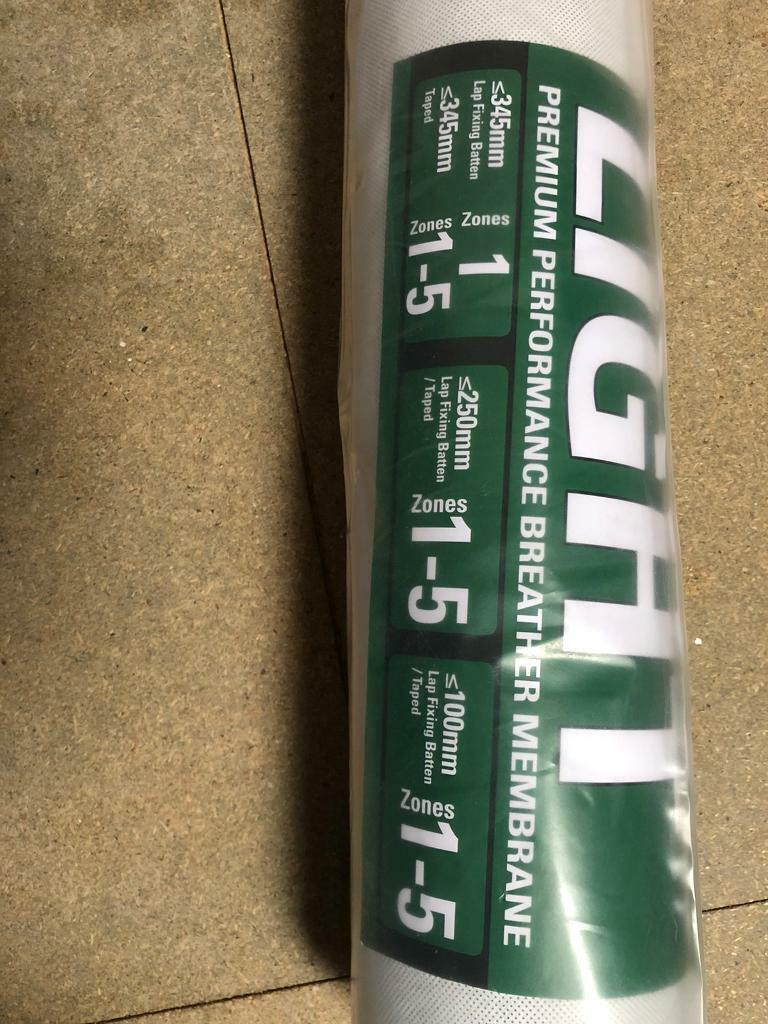 LIGHT
PREMIUM PERFORMANCE BREATHER MEMBRANE
≤345mm
Lap Fixing Batten
Zones
1
≤345mm
Taped
Zones
1-5
≤250mm
Lap Fixing Batten
/ Taped
Zones
1-5
≤100mm
Lap Fixing Batten
/ Taped
Zones
1-5